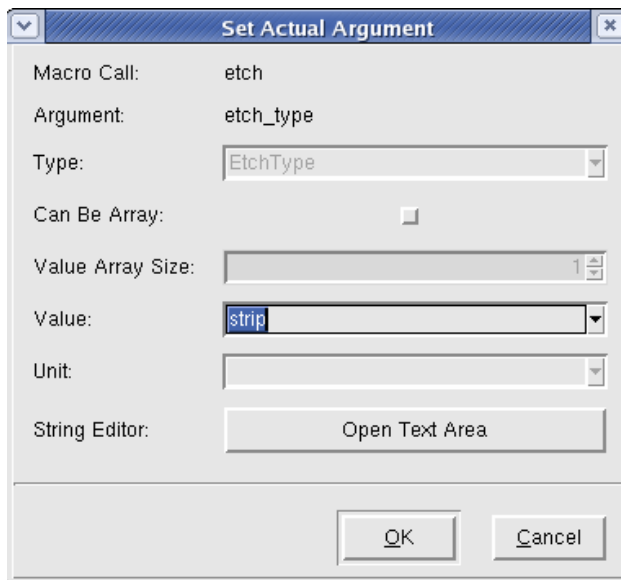 Set Actual Argument
Macro Call: etch
Argument: etch_type
Type: EtchType
Can Be Array:
Value Array Size: 1
Value: strip
Unit:
String Editor: Open Text Area
OK Cancel